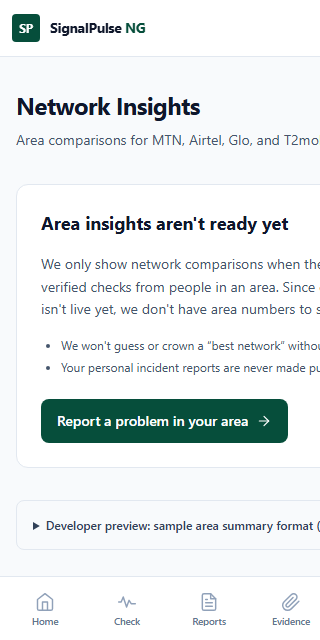 SP SignalPulse NG
Network Insights
Area comparisons for MTN, Airtel, Glo, and T2mo
Area insights aren't ready yet
We only show network comparisons when the
verified checks from people in an area. Since
isn't live yet, we don't have area numbers to s
• We won't guess or crown a "best network" withou
• Your personal incident reports are never made pu
Report a problem in your area →
▶ Developer preview: sample area summary format (
Home Check Reports Evidence